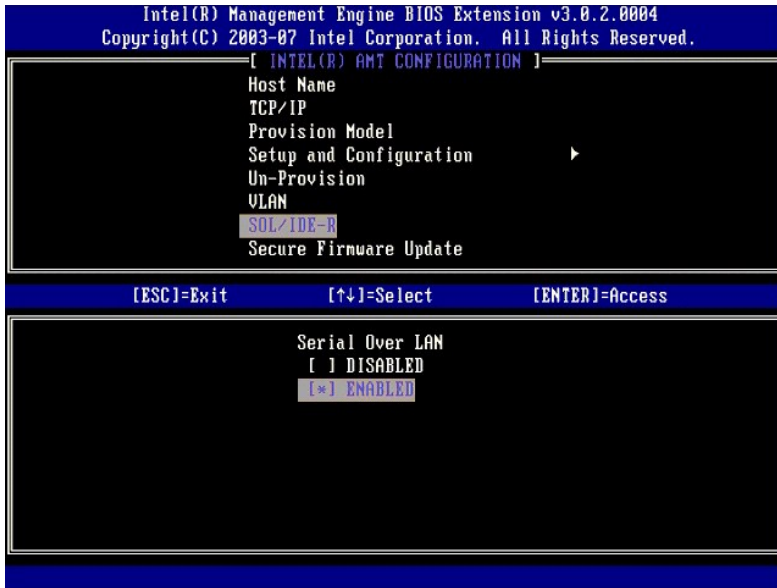 Intel(R) Management Engine BIOS Extension v3.0.2.0004
Copyright(C) 2003-07 Intel Corporation. All Rights Reserved.
[ INTEL(R) AMT CONFIGURATION ]
Host Name
TCP/IP
Provision Model
Setup and Configuration ►
Un-Provision
VLAN
SOL/IDE-R
Secure Firmware Update
[ESC]=Exit [↑↓]=Select [ENTER]=Access
Serial Over LAN
[ ] DISABLED
[*] ENABLED